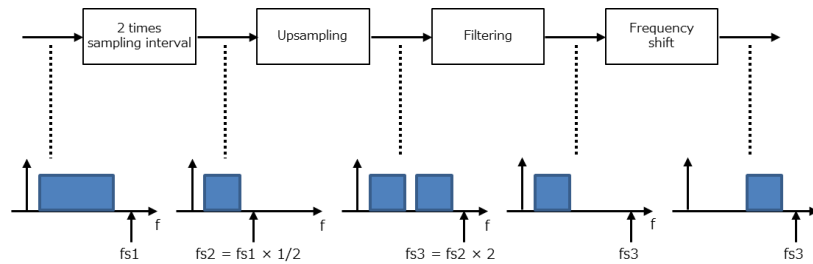 2 times
sampling interval
Upsampling
Filtering
Frequency
shift
f
f
f
f
f
fs1
fs2 = fs1 × 1/2
fs3 = fs2 × 2
fs3
fs3